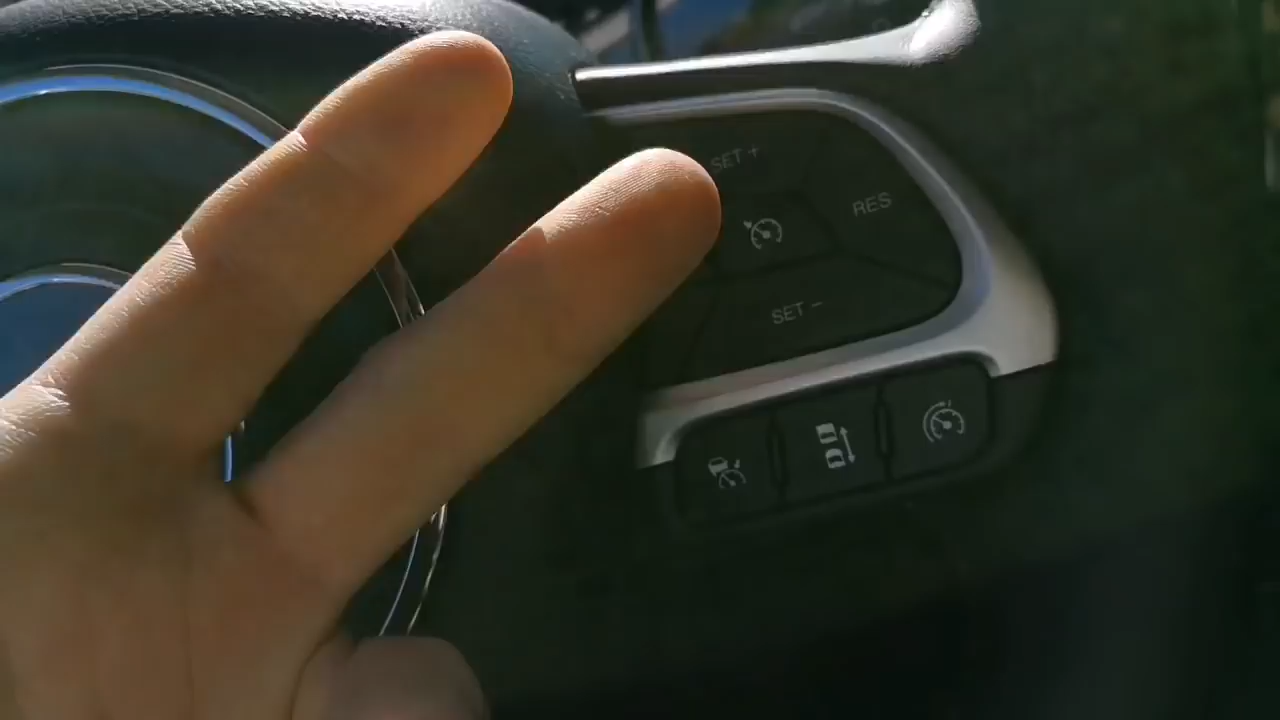 SET +
RES
SET −